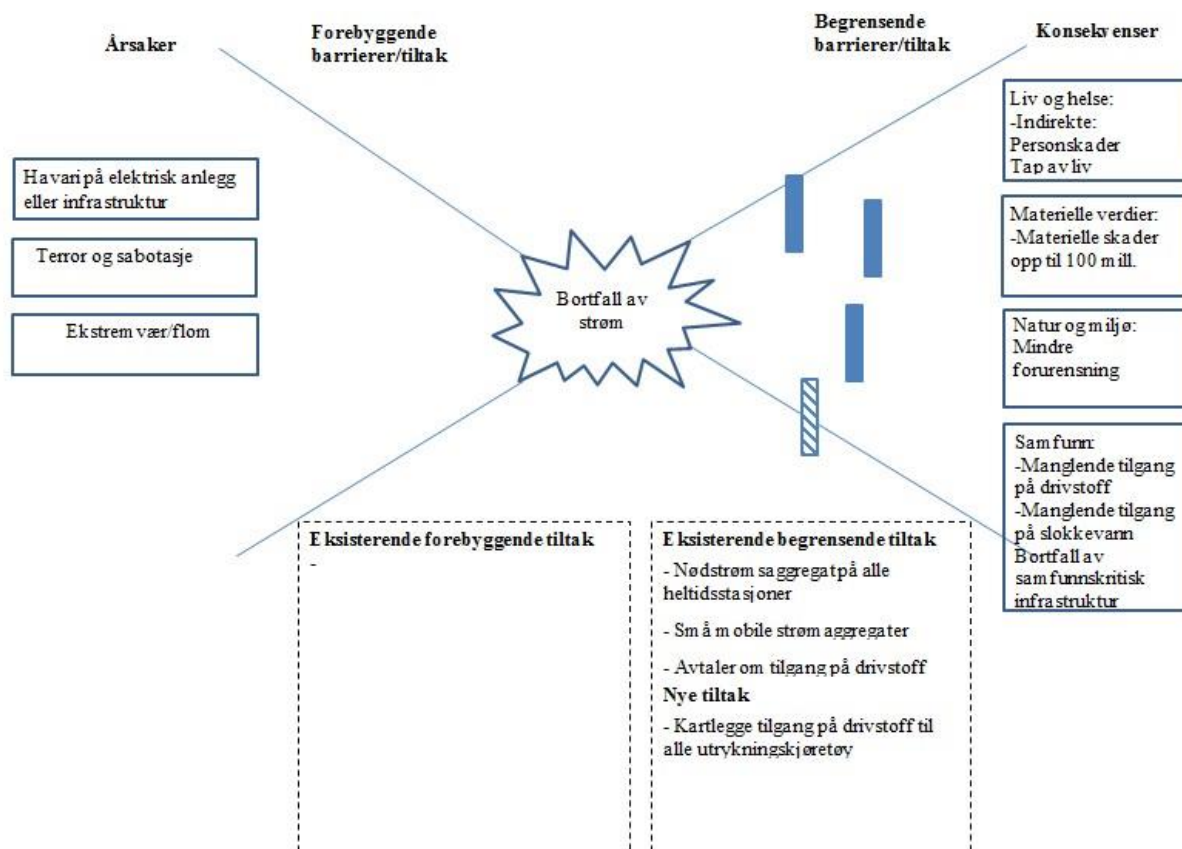 Årsaker
Forebyggende
barrierer/tiltak
Begrensende
barrierer/tiltak
Konsekvenser
Havari på elektrisk anlegg
eller infrastruktur
Terror og sabotasje
Ekstrem vær/flom
Bortfall av
strøm
Liv og helse:
-Indirekte:
Personskader
Tap av liv
Materielle verdier:
-Materielle skader
opp til 100 mill.
Natur og miljø:
Mindre
forurensning
Samfunn:
-Manglende tilgang
på drivstoff
-Manglende tilgang
på slokkevann
Bortfall av
samfunnskritisk
infrastruktur
Eksisterende forebyggende tiltak
-
Eksisterende begrensende tiltak
- Nødstrømsaggregat på alle
heltidsstasjoner
- Små mobile strømaggregater
- Avtaler om tilgang på drivstoff
Nye tiltak
- Kartlegge tilgang på drivstoff til
alle utrykningskjøretøy